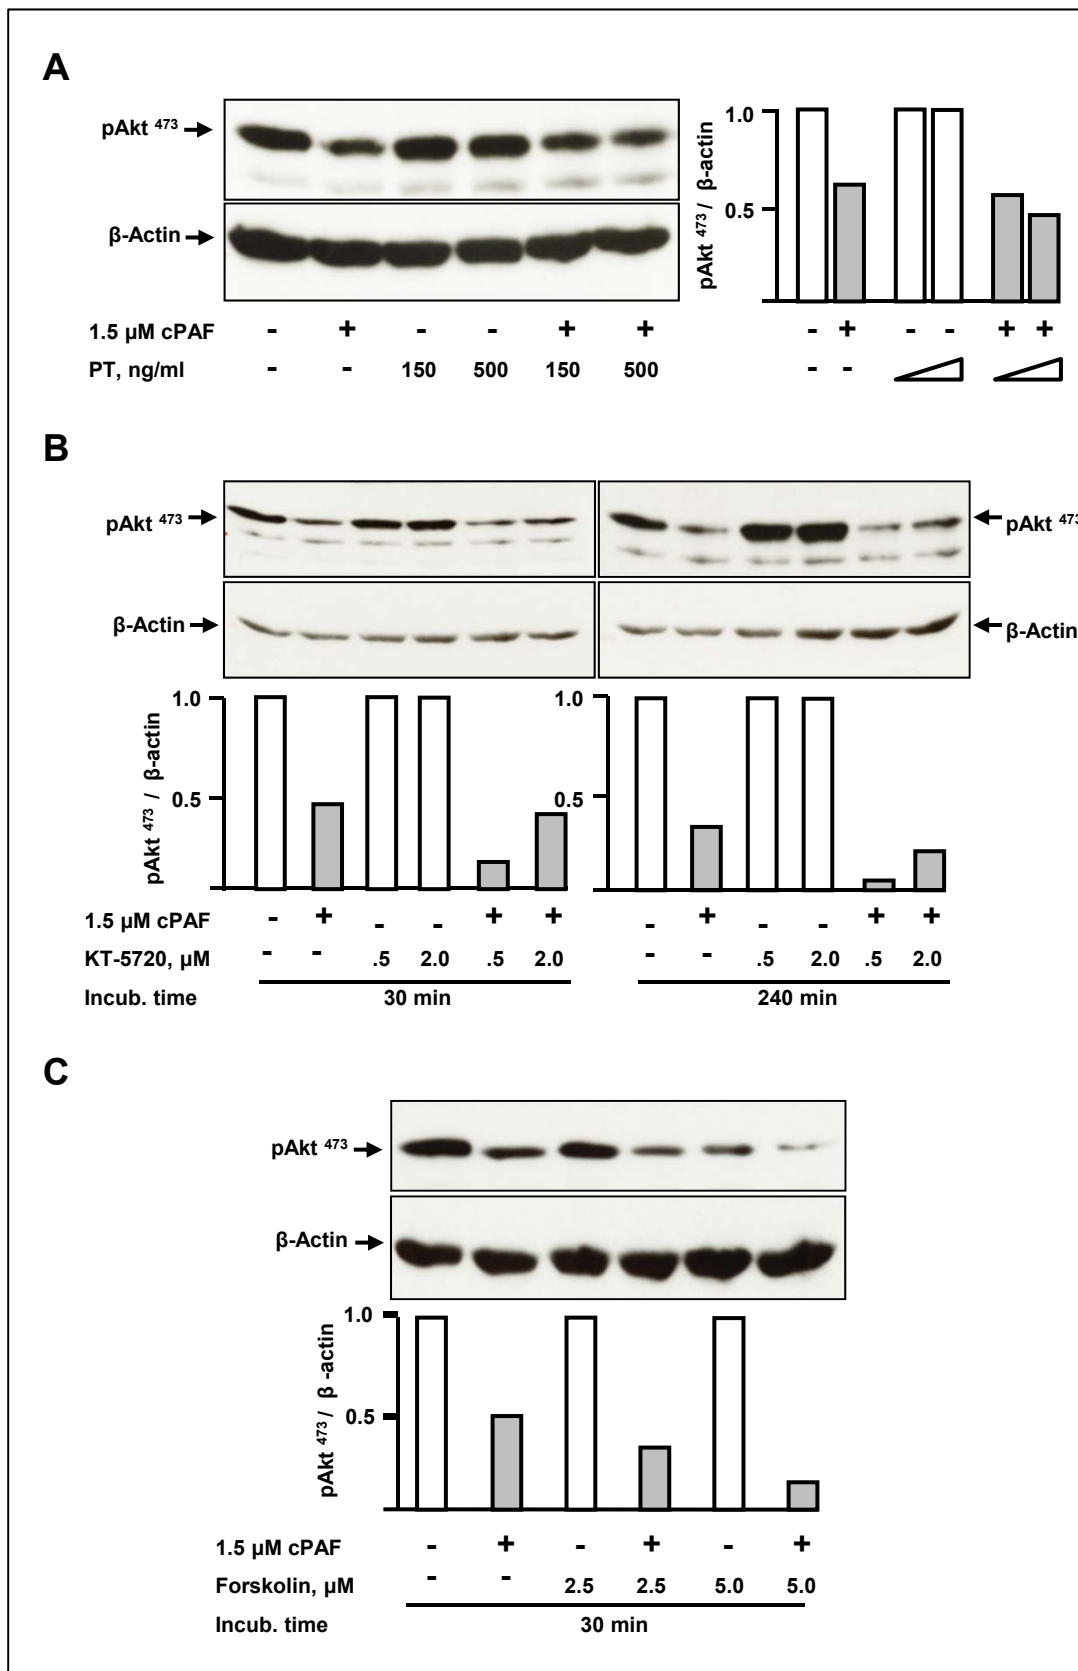 A
pAkt 473
β-Actin
1.5 µM cPAF - + - - + +
PT, ng/ml - - 150 500 150 500
pAkt 473 / β-actin
1.0
0.5
- + - - + +
- -
B
pAkt 473
pAkt 473
β-Actin
β-Actin
pAkt 473 / β-actin
1.0
0.5
1.0
0.5
1.5 µM cPAF - + - - + + - + - - + +
KT-5720, µM - - .5 2.0 .5 2.0 - - .5 2.0 .5 2.0
Incub. time 30 min 240 min
C
pAkt 473
β-Actin
pAkt 473 / β -actin
1.0
0.5
1.5 µM cPAF - + - + - +
Forskolin, µM - - 2.5 2.5 5.0 5.0
Incub. time 30 min